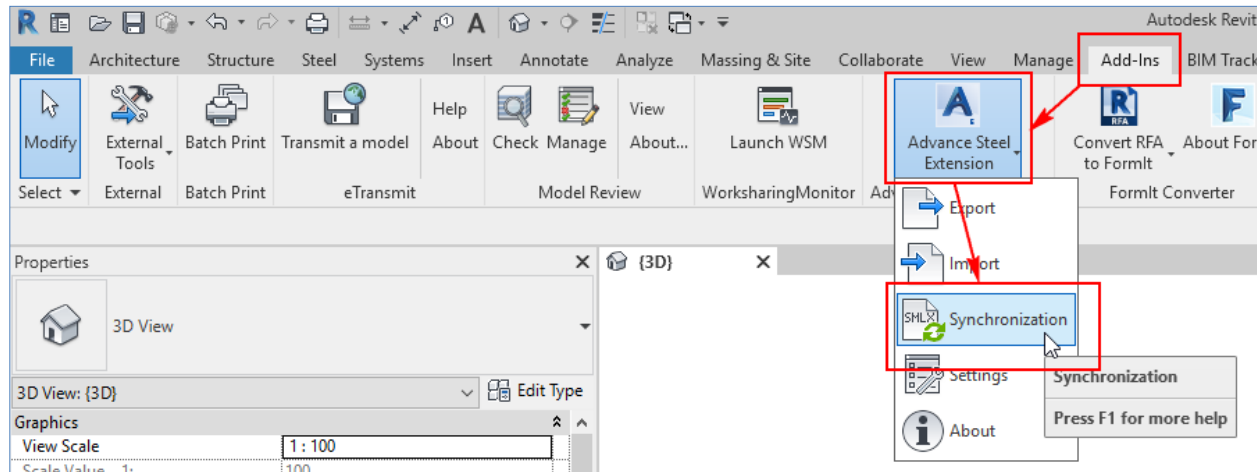 Autodesk Revit
File Architecture Structure Steel Systems Insert Annotate Analyze Massing & Site Collaborate View Manage Add-Ins BIM Track
Modify External Tools Batch Print Transmit a model Help About Check Manage View About... Launch WSM Advance Steel Extension Convert RFA to FormIt About For
Select External Batch Print eTransmit Model Review WorksharingMonitor Adv FormIt Converter
Properties {3D}
Export
Import
3D View
SMLX Synchronization
Settings
Synchronization
3D View: {3D} Edit Type
Press F1 for more help
Graphics
About
View Scale 1 : 100
Scale Value 1: 100